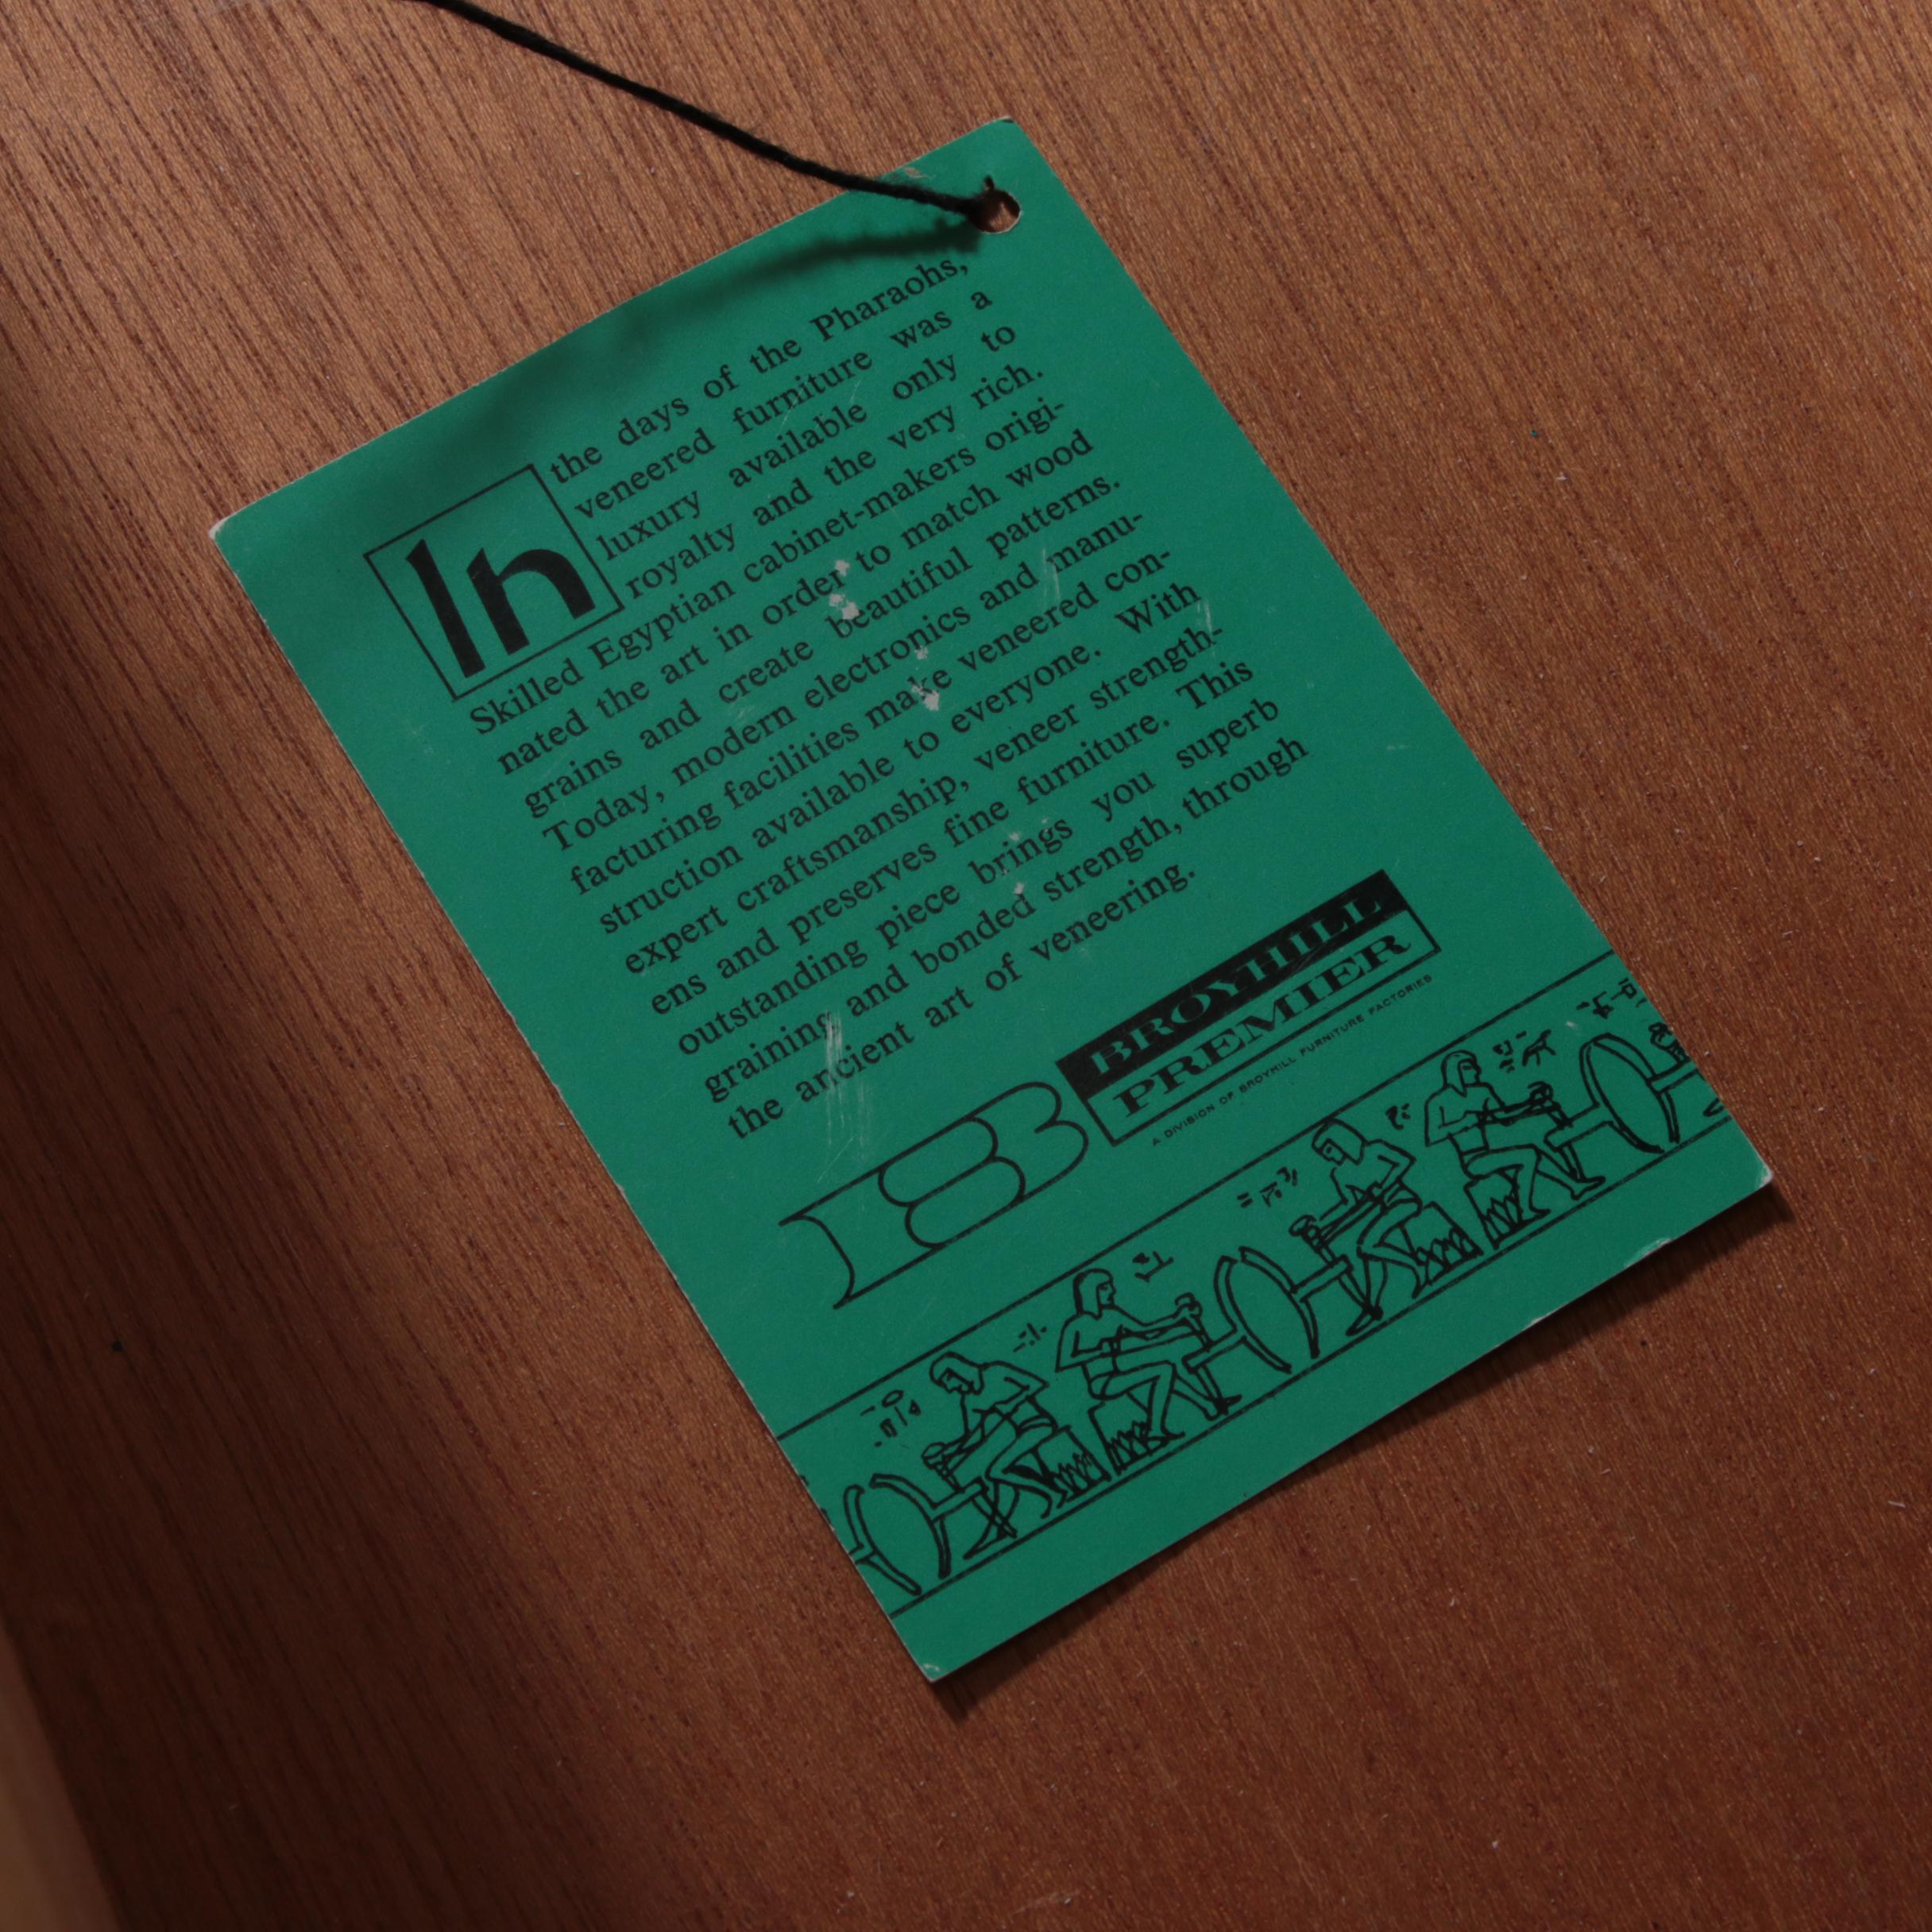 In the days of the Pharaohs,
veneered furniture was a
luxury available only to
royalty and the very rich.
Skilled Egyptian cabinet-makers origi-
nated the art in order to match wood
grains and create beautiful patterns.
Today, modern electronics and manu-
facturing facilities make veneered con-
struction available to everyone. With
expert craftsmanship, veneer strength-
ens and preserves fine furniture. This
outstanding piece brings you superb
graining and bonded strength, through
the ancient art of veneering.
B
BROYHILL
PREMIER
A DIVISION OF BROYHILL FURNITURE FACTORIES